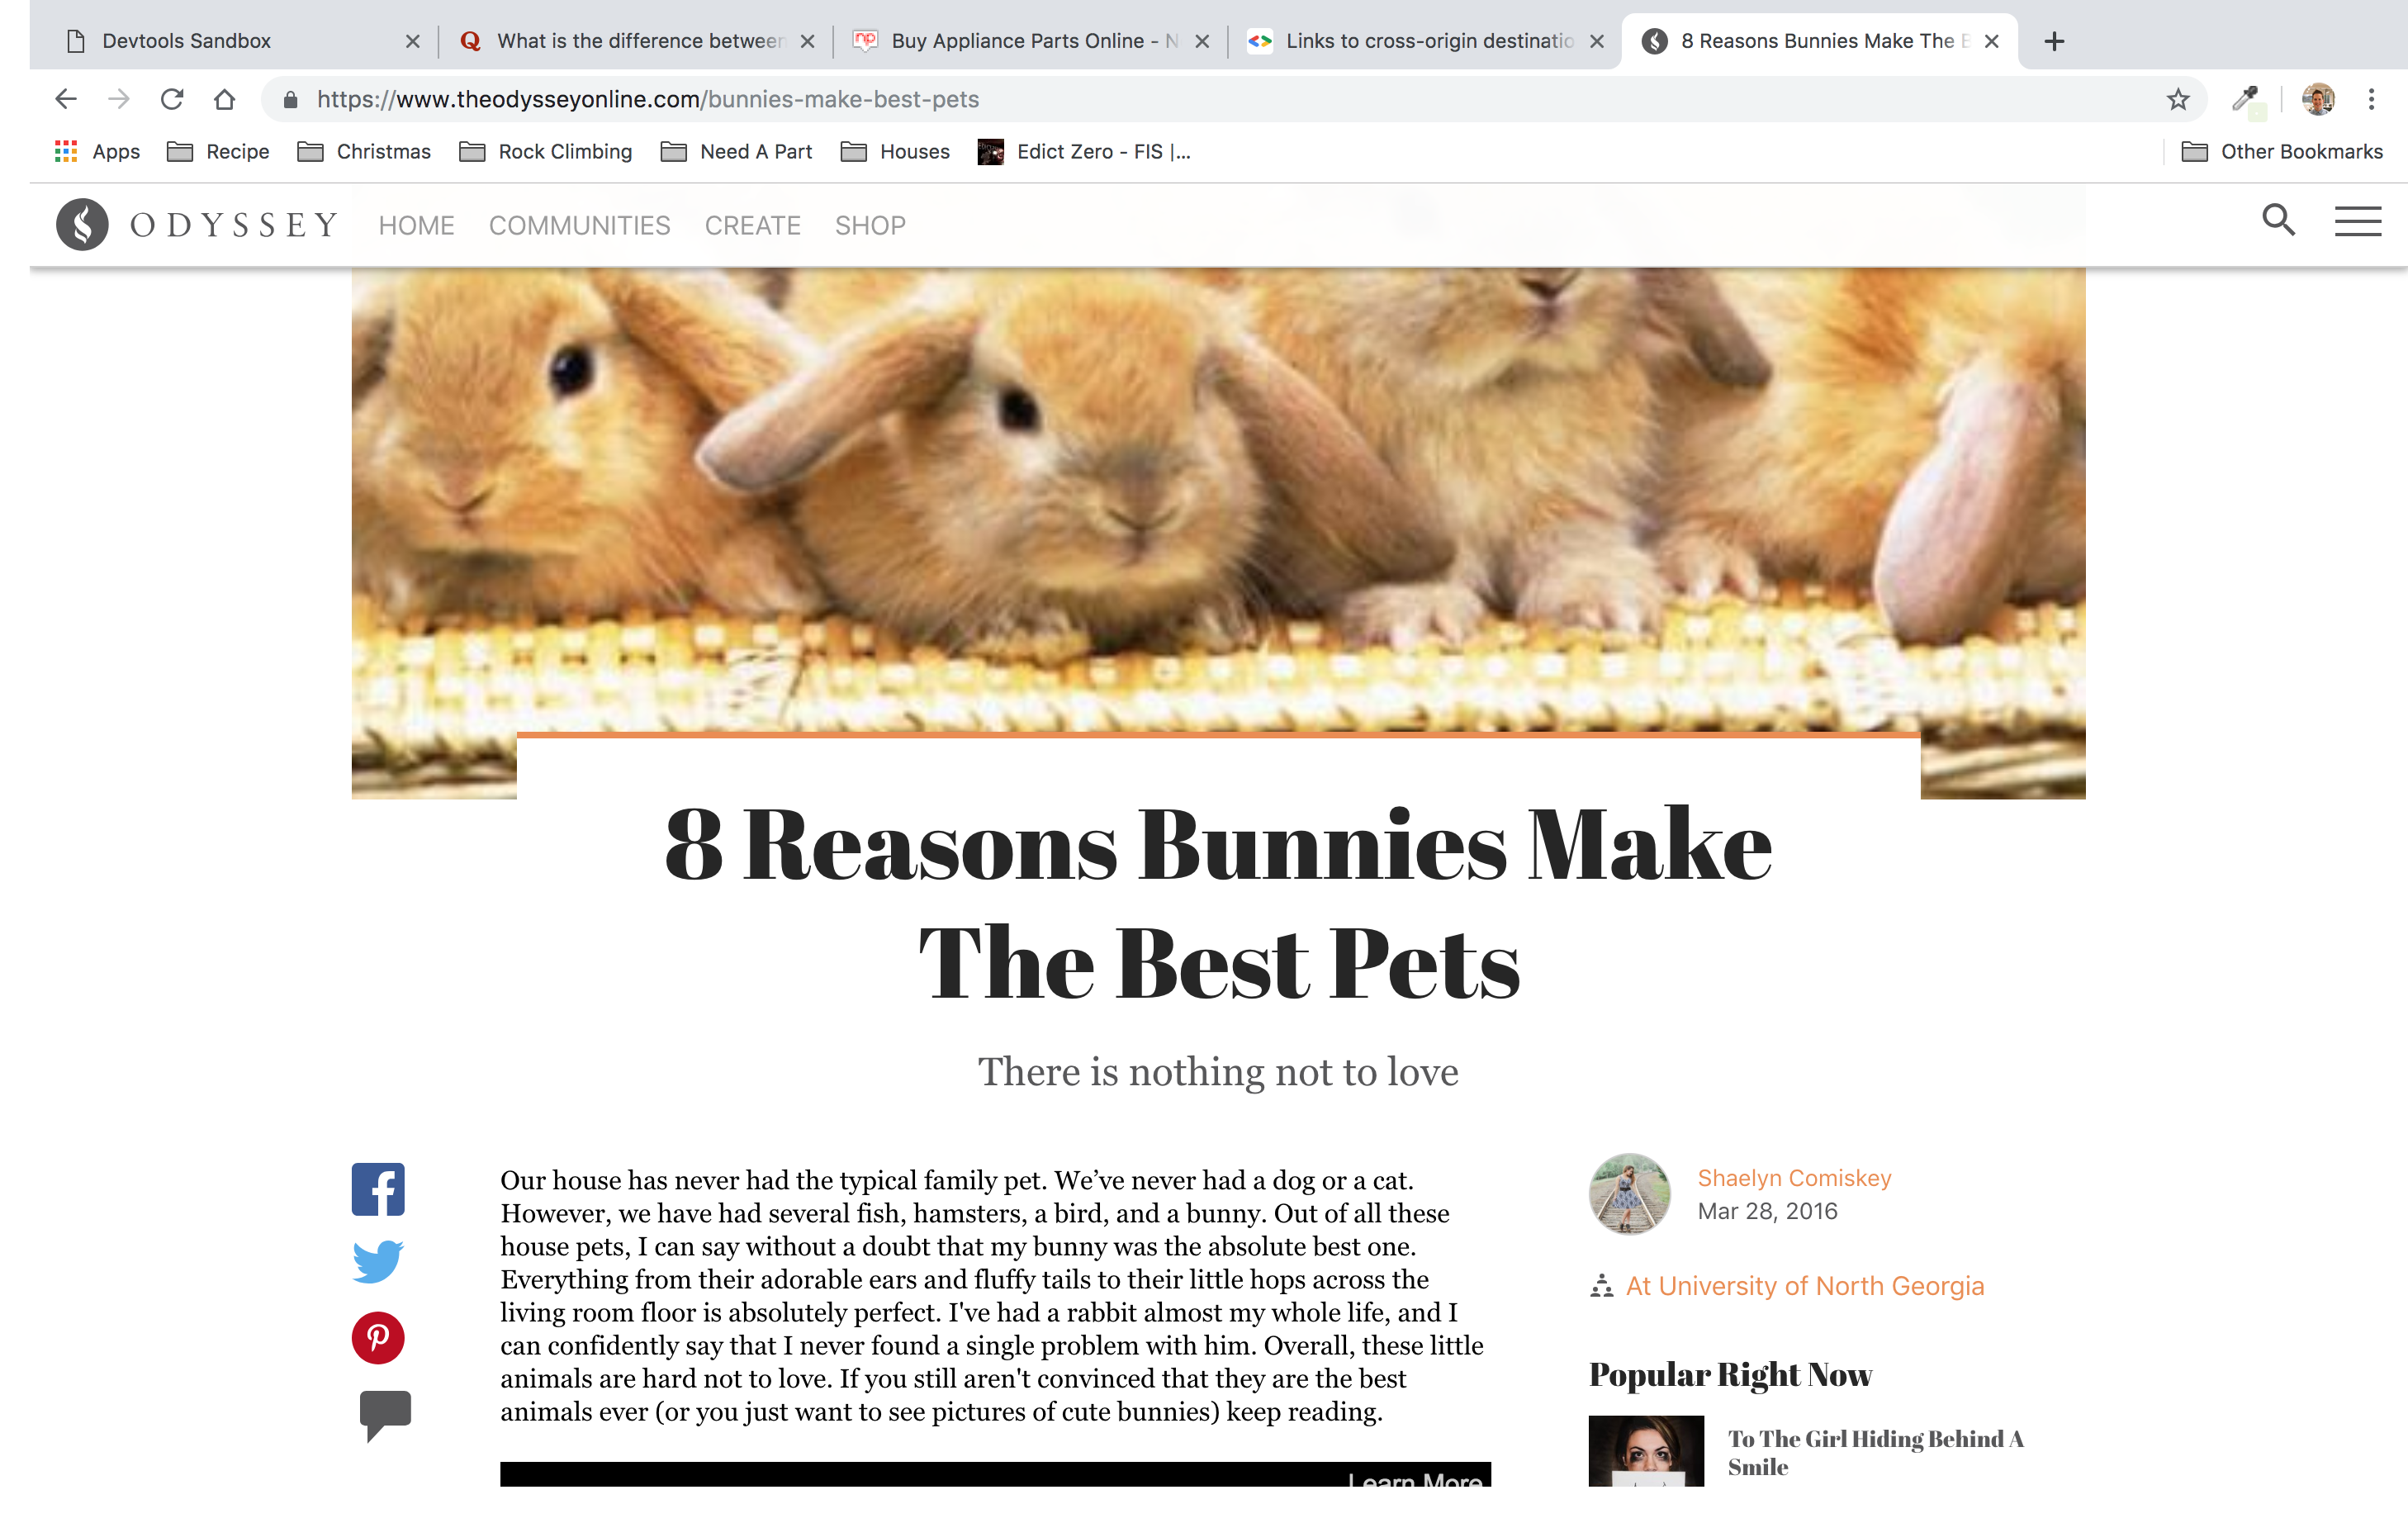 Devtools Sandbox
What is the difference between
Buy Appliance Parts Online - N
Links to cross-origin destinatio
8 Reasons Bunnies Make The B
https://www.theodysseyonline.com/bunnies-make-best-pets
Apps
Recipe
Christmas
Rock Climbing
Need A Part
Houses
Edict Zero - FIS |...
Other Bookmarks
ODYSSEY
HOME
COMMUNITIES
CREATE
SHOP
8 Reasons Bunnies Make
The Best Pets
There is nothing not to love
Our house has never had the typical family pet. We’ve never had a dog or a cat.
However, we have had several fish, hamsters, a bird, and a bunny. Out of all these
house pets, I can say without a doubt that my bunny was the absolute best one.
Everything from their adorable ears and fluffy tails to their little hops across the
living room floor is absolutely perfect. I've had a rabbit almost my whole life, and I
can confidently say that I never found a single problem with him. Overall, these little
animals are hard not to love. If you still aren't convinced that they are the best
animals ever (or you just want to see pictures of cute bunnies) keep reading.
Learn More
Shaelyn Comiskey
Mar 28, 2016
At University of North Georgia
Popular Right Now
To The Girl Hiding Behind A
Smile